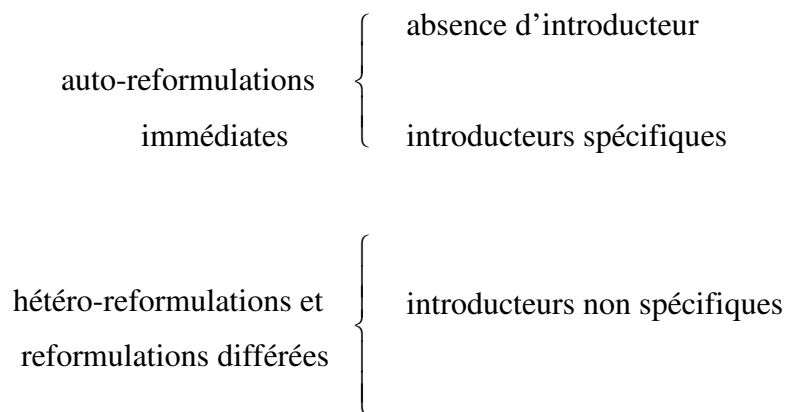 absence d’introducteur
auto-reformulations
immédiates
introducteurs spécifiques
hétéro-reformulations et
introducteurs non spécifiques
reformulations différées